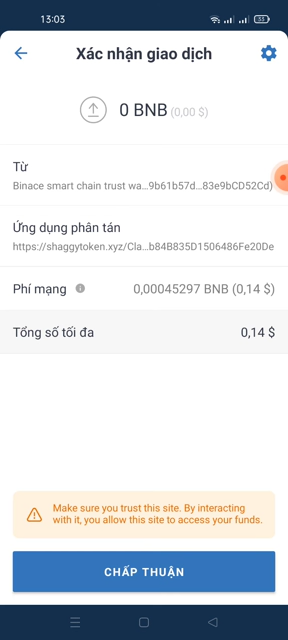 13:03
33
Xác nhận giao dịch
0 BNB (0,00 $)
Từ
Binace smart chain trust wa...9b61b57d...83e9bCD52Cd)
Ứng dụng phân tán
https://shaggytoken.xyz/Cla...b84B835D1506486Fe20De
Phí mạng 0,00045297 BNB (0,14 $)
Tổng số tối đa 0,14 $
Make sure you trust this site. By interacting
with it, you allow this site to access your funds.
CHẤP THUẬN